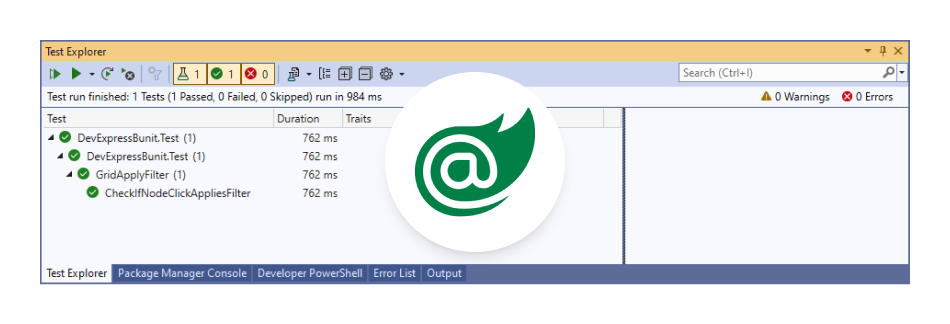 Test Explorer
1 1 0
Search (Ctrl+I)
Test run finished: 1 Tests (1 Passed, 0 Failed, 0 Skipped) run in 984 ms
0 Warnings 0 Errors
Test Duration Traits
DevExpressBunit.Test (1) 762 ms
DevExpressBunit.Test (1) 762 ms
GridApplyFilter (1) 762 ms
CheckIfNodeClickAppliesFilter 762 ms
@
Test Explorer Package Manager Console Developer PowerShell Error List Output